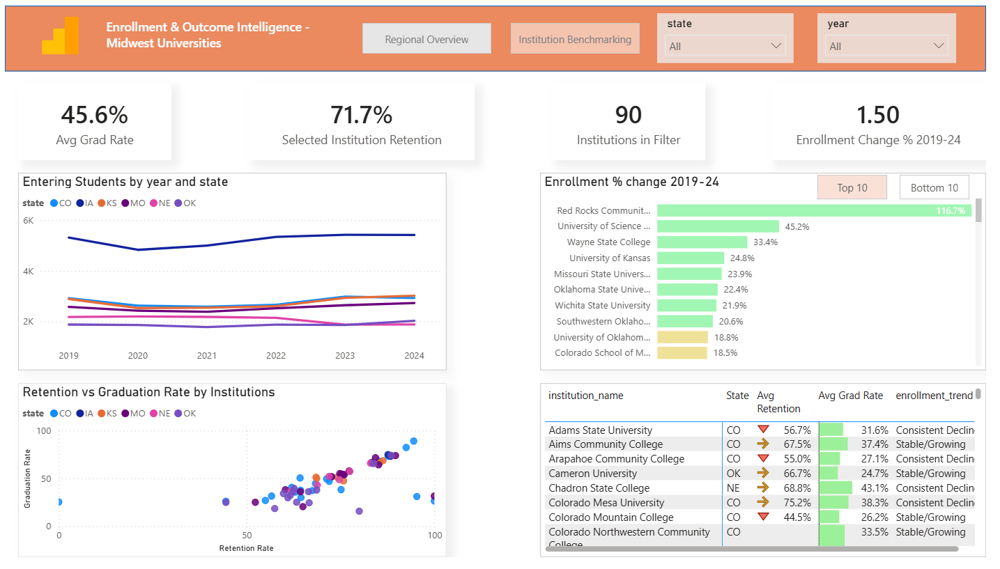 Enrollment & Outcome Intelligence -
Midwest Universities
Regional Overview
Institution Benchmarking
state
All
year
All
45.6%
Avg Grad Rate
71.7%
Selected Institution Retention
90
Institutions in Filter
1.50
Enrollment Change % 2019-24
Entering Students by year and state
state CO IA KS MO NE OK
6K
4K
2K
2019 2020 2021 2022 2023 2024
Enrollment % change 2019-24
Top 10
Bottom 10
Red Rocks Communit... 116.7%
University of Science ... 45.2%
Wayne State College 33.4%
University of Kansas 24.8%
Missouri State Univers... 23.9%
Oklahoma State Unive... 22.4%
Wichita State University 21.9%
Southwestern Oklaho... 20.6%
University of Oklahom... 18.8%
Colorado School of M... 18.5%
Retention vs Graduation Rate by Institutions
state CO IA KS MO NE OK
Graduation Rate
100
50
0
0 50 100
Retention Rate
institution_name State Avg Retention Avg Grad Rate enrollment_trend
Adams State University CO 56.7% 31.6% Consistent Declin
Aims Community College CO 67.5% 37.4% Stable/Growing
Arapahoe Community College CO 55.0% 27.1% Consistent Declin
Cameron University OK 66.7% 24.7% Stable/Growing
Chadron State College NE 68.8% 43.1% Consistent Declin
Colorado Mesa University CO 75.2% 38.3% Consistent Declin
Colorado Mountain College CO 44.5% 26.2% Stable/Growing
Colorado Northwestern Community CO 33.5% Stable/Growing
College